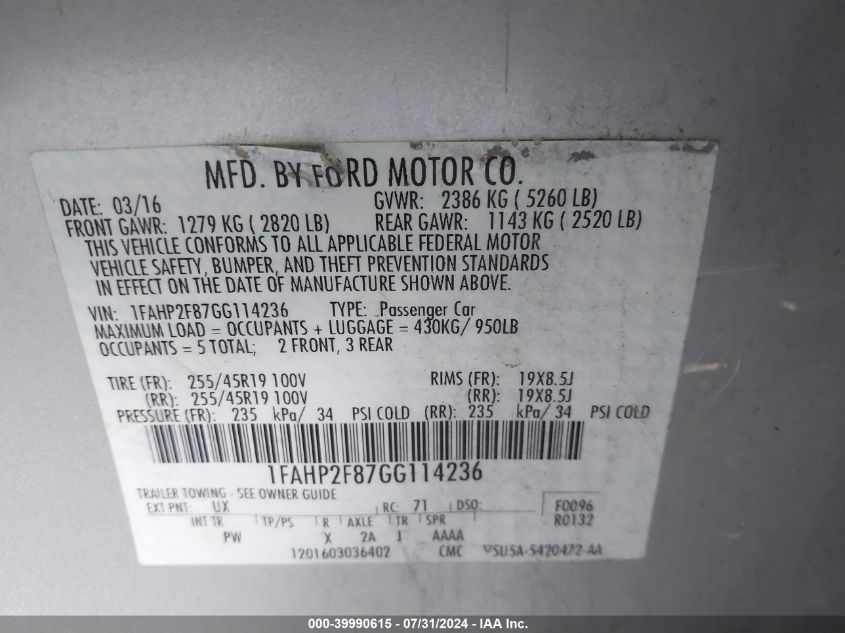 MFD. BY FORD MOTOR CO.
DATE: 03/16 GVWR: 2386 KG ( 5260 LB)
FRONT GAWR: 1279 KG ( 2820 LB) REAR GAWR: 1143 KG ( 2520 LB)
THIS VEHICLE CONFORMS TO ALL APPLICABLE FEDERAL MOTOR
VEHICLE SAFETY, BUMPER, AND THEFT PREVENTION STANDARDS
IN EFFECT ON THE DATE OF MANUFACTURE SHOWN ABOVE.
VIN: 1FAHP2F87GG114236 TYPE: Passenger Car
MAXIMUM LOAD = OCCUPANTS + LUGGAGE = 430KG/ 950LB
OCCUPANTS = 5 TOTAL; 2 FRONT, 3 REAR
TIRE (FR): 255/45R19 100V RIMS (FR): 19X8.5J
(RR): 255/45R19 100V (RR): 19X8.5J
PRESSURE (FR): 235 kPa/ 34 PSI COLD (RR): 235 kPa/ 34 PSI COLD
1FAHP2F87GG114236
TRAILER TOWING - SEE OWNER GUIDE
EXT PNT: UX RC: 71 DSO: F0096
INT TR TP/PS R AXLE TR SPR R0132
PW X 2A J AAAA
1201603036402 CMC 5U5A-5420472-AA
000-39990615 / 07/31/2024 - IAA Inc.